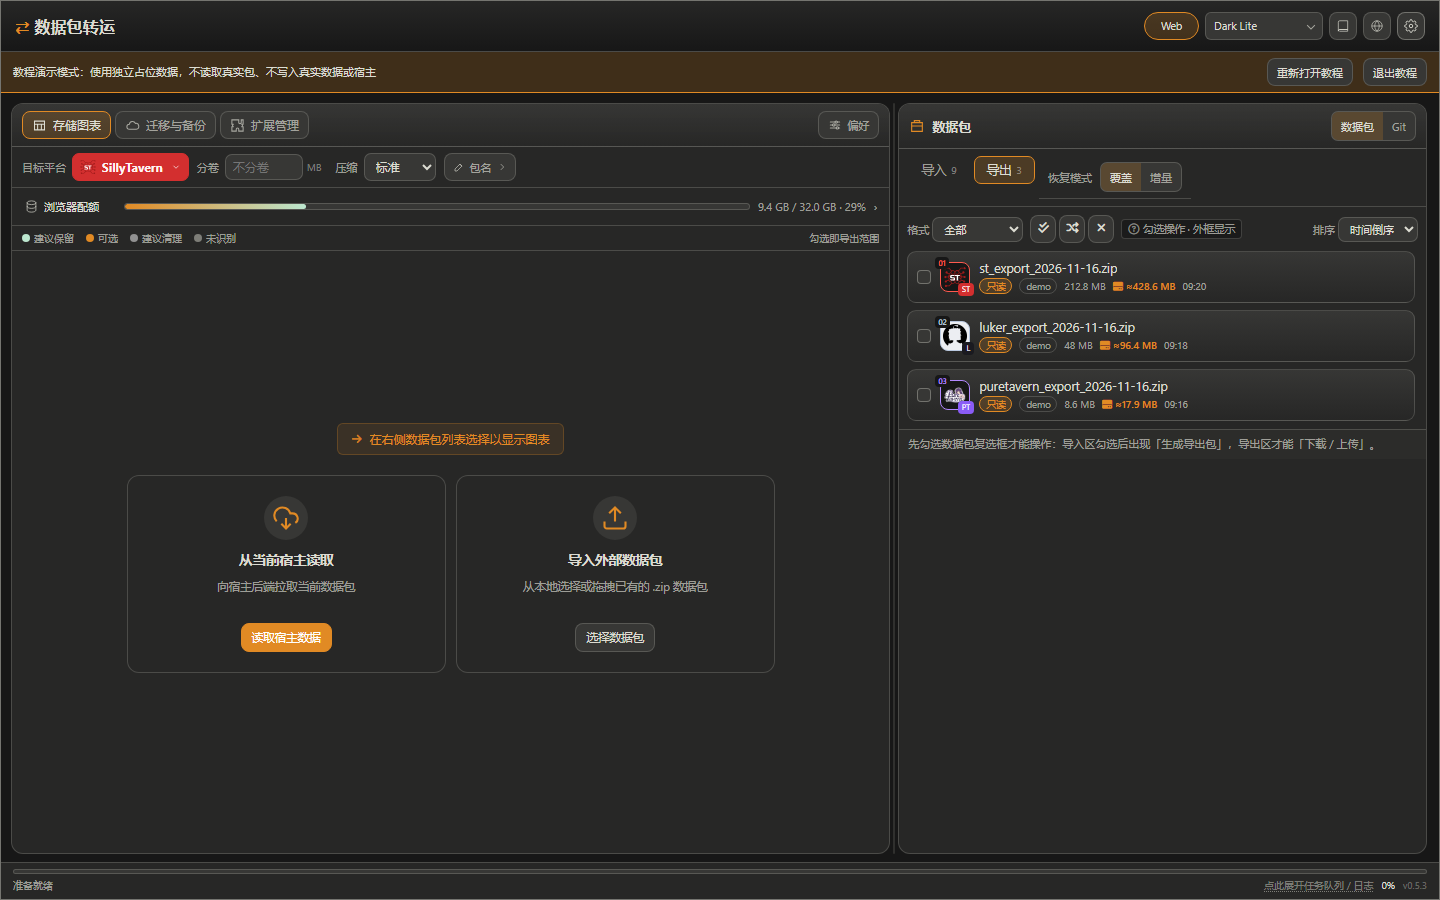 数据包转运
Web
Dark Lite
教程演示模式：使用独立占位数据，不读取真实包、不写入真实数据或宿主
重新打开教程
退出教程
存储图表
迁移与备份
扩展管理
偏好
目标平台
ST
SillyTavern
分卷
不分卷
MB
压缩
标准
包名
浏览器配额
9.4 GB / 32.0 GB · 29%
建议保留
可选
建议清理
未识别
勾选即导出范围
在右侧数据包列表选择以显示图表
从当前宿主读取
向宿主后端拉取当前数据包
读取宿主数据
导入外部数据包
从本地选择或拖拽已有的 .zip 数据包
选择数据包
数据包
数据包
Git
导入 9
导出 3
恢复模式
覆盖
增量
格式
全部
勾选操作 · 外框显示
排序
时间倒序
01
ST
ST
st_export_2026-11-16.zip
只读
demo
212.8 MB
≈428.6 MB
09:20
02
L
luker_export_2026-11-16.zip
只读
demo
48 MB
≈96.4 MB
09:18
03
PT
puretavern_export_2026-11-16.zip
只读
demo
8.6 MB
≈17.9 MB
09:16
先勾选数据包复选框才能操作：导入区勾选后出现「生成导出包」，导出区才能「下载 / 上传」。
准备就绪
点此展开任务队列 / 日志
0%
v0.5.3